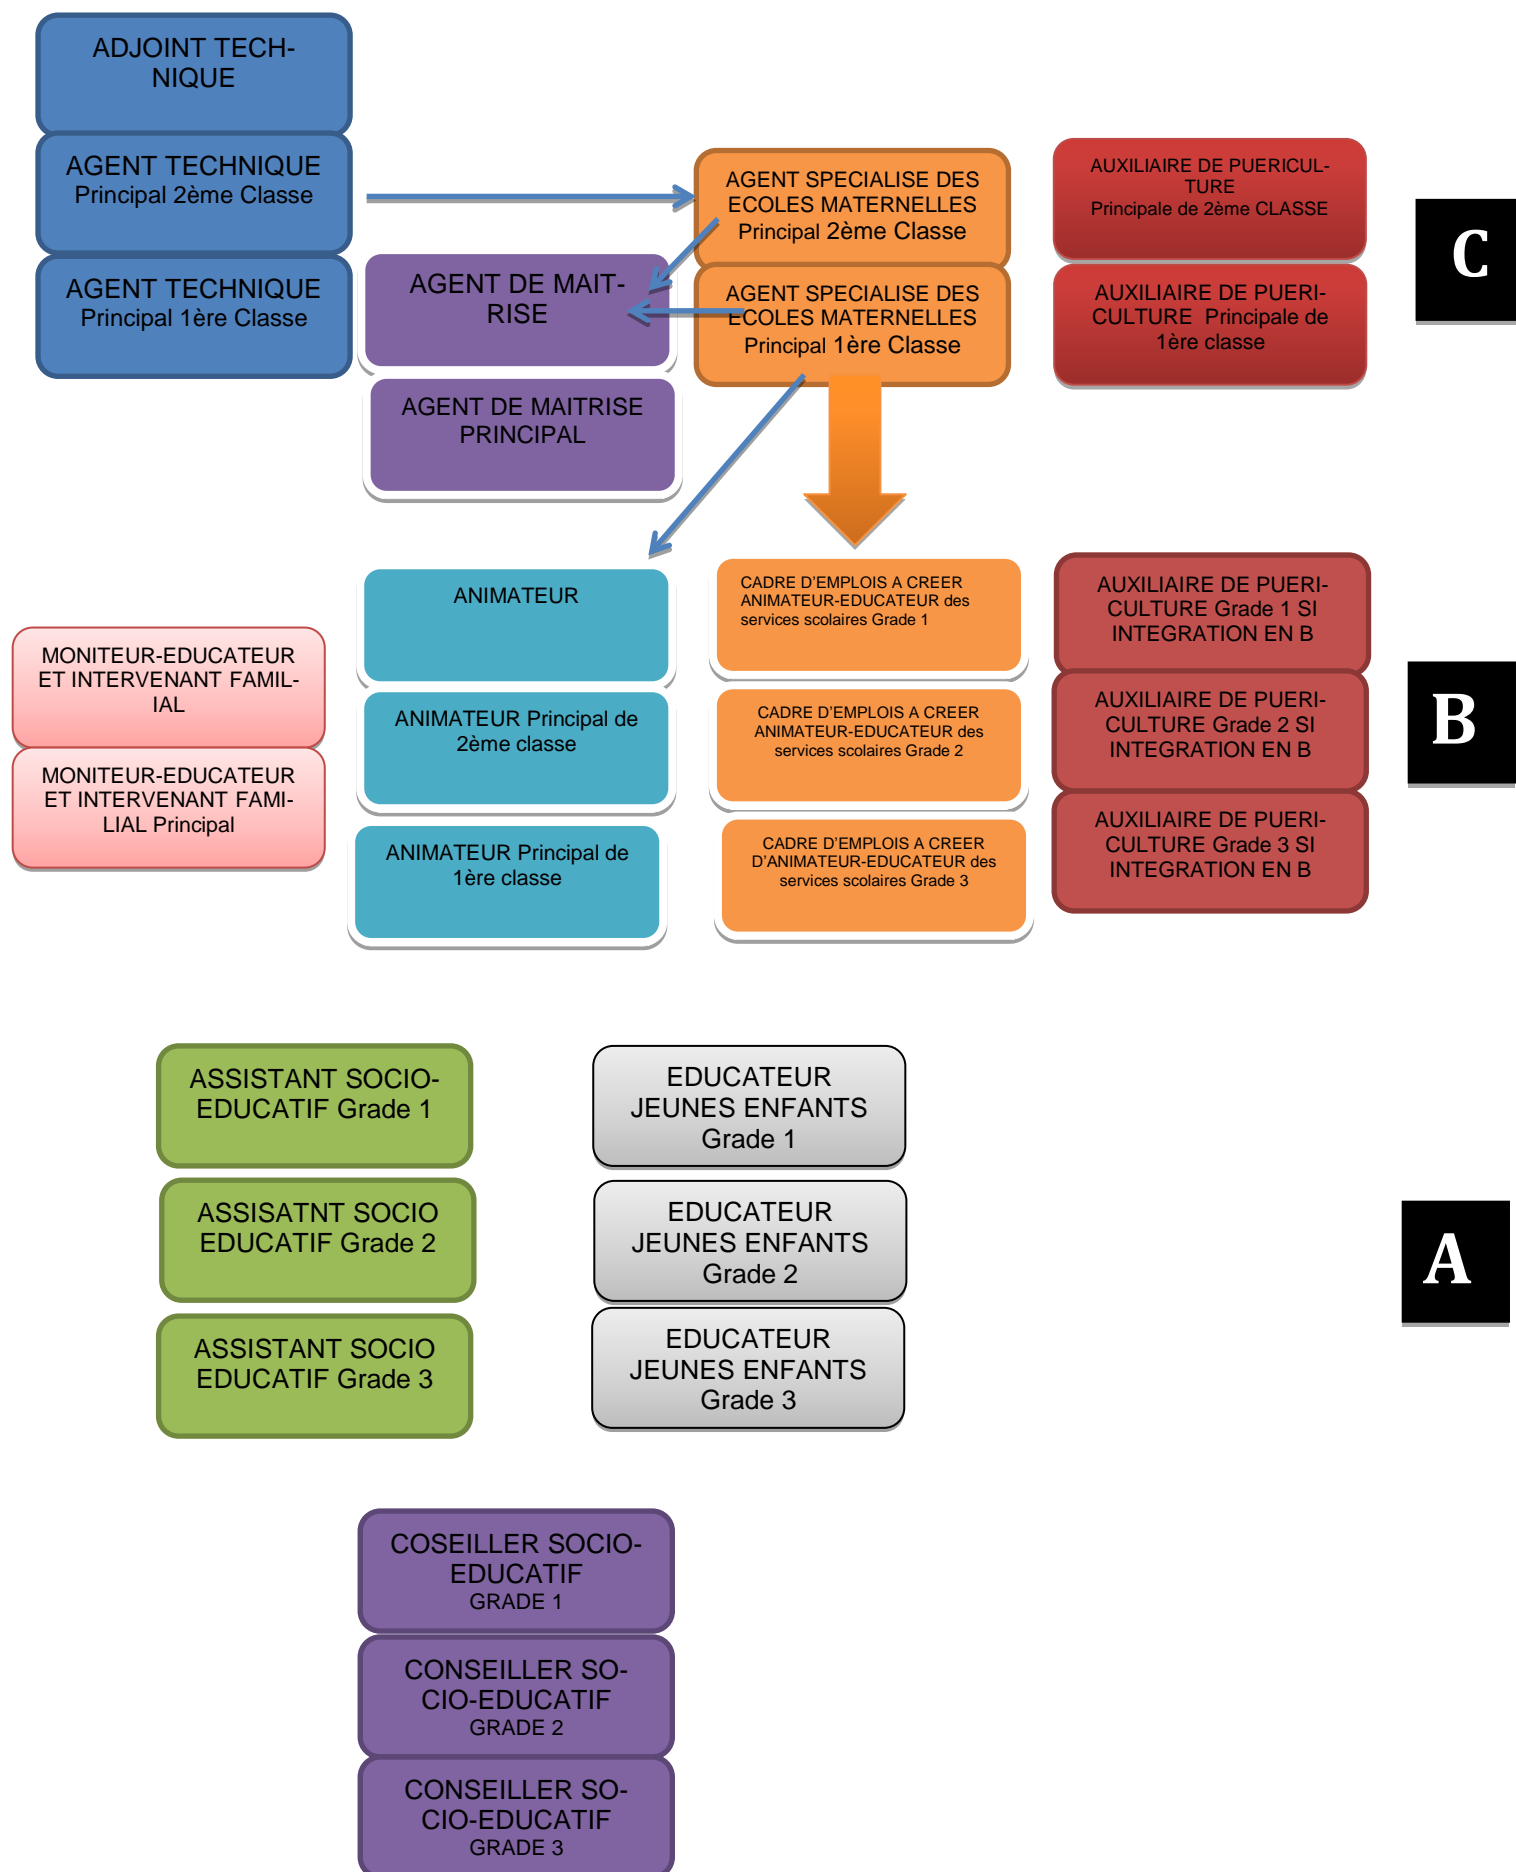 ADJOINT TECH-
NIQUE
AGENT TECHNIQUE
Principal 2ème Classe
AGENT TECHNIQUE
Principal 1ère Classe
AGENT DE MAIT-
RISE
AGENT DE MAITRISE
PRINCIPAL
AGENT SPECIALISE DES
ECOLES MATERNELLES
Principal 2ème Classe
AGENT SPECIALISE DES
ECOLES MATERNELLES
Principal 1ère Classe
AUXILIAIRE DE PUERICUL-
TURE
Principale de 2ème CLASSE
AUXILIAIRE DE PUERI-
CULTURE Principale de
1ère classe
C
MONITEUR-EDUCATEUR
ET INTERVENANT FAMIL-
IAL
MONITEUR-EDUCATEUR
ET INTERVENANT FAMI-
LIAL Principal
ANIMATEUR
ANIMATEUR Principal de
2ème classe
ANIMATEUR Principal de
1ère classe
CADRE D'EMPLOIS A CREER
ANIMATEUR-EDUCATEUR des
services scolaires Grade 1
CADRE D'EMPLOIS A CREER
ANIMATEUR-EDUCATEUR des
services scolaires Grade 2
CADRE D'EMPLOIS A CREER
D'ANIMATEUR-EDUCATEUR des
services scolaires Grade 3
AUXILIAIRE DE PUERI-
CULTURE Grade 1 SI
INTEGRATION EN B
AUXILIAIRE DE PUERI-
CULTURE Grade 2 SI
INTEGRATION EN B
AUXILIAIRE DE PUERI-
CULTURE Grade 3 SI
INTEGRATION EN B
B
ASSISTANT SOCIO-
EDUCATIF Grade 1
ASSISATNT SOCIO
EDUCATIF Grade 2
ASSISTANT SOCIO
EDUCATIF Grade 3
EDUCATEUR
JEUNES ENFANTS
Grade 1
EDUCATEUR
JEUNES ENFANTS
Grade 2
EDUCATEUR
JEUNES ENFANTS
Grade 3
A
COSEILLER SOCIO-
EDUCATIF
GRADE 1
CONSEILLER SO-
CIO-EDUCATIF
GRADE 2
CONSEILLER SO-
CIO-EDUCATIF
GRADE 3